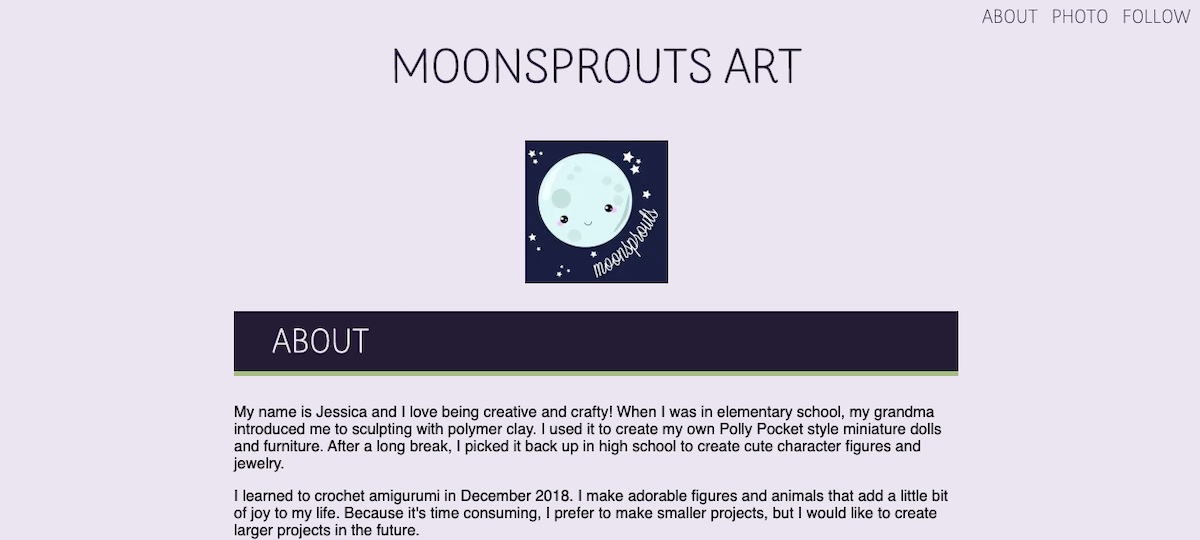 ABOUT PHOTO FOLLOW
MOONSPROUTS ART
moonsprouts
ABOUT
My name is Jessica and I love being creative and crafty! When I was in elementary school, my grandma
introduced me to sculpting with polymer clay. I used it to create my own Polly Pocket style miniature dolls
and furniture. After a long break, I picked it back up in high school to create cute character figures and
jewelry.
I learned to crochet amigurumi in December 2018. I make adorable figures and animals that add a little bit
of joy to my life. Because it's time consuming, I prefer to make smaller projects, but I would like to create
larger projects in the future.